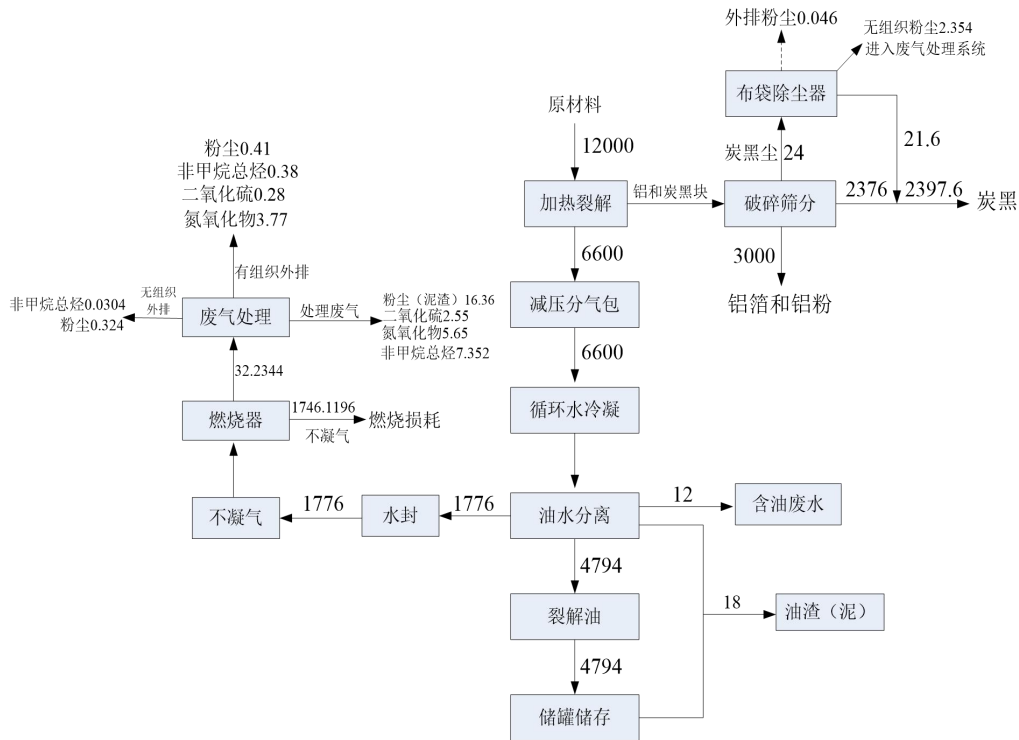 外排粉尘0.046
无组织粉尘2.354
进入废气处理系统
布袋除尘器
原材料
12000
炭黑尘
24
21.6
粉尘0.41
非甲烷总烃0.38
二氧化硫0.28
氮氧化物3.77
加热裂解
铝和炭黑块
破碎筛分
2376
2397.6
炭黑
6600
3000
有组织外排
铝箔和铝粉
非甲烷总烃0.0304
粉尘0.324
无组织
外排
废气处理
处理废气
粉尘（泥渣）16.36
二氧化硫2.55
氮氧化物5.65
非甲烷总烃7.352
减压分气包
6600
32.2344
循环水冷凝
燃烧器
1746.1196
不凝气
燃烧损耗
不凝气
1776
水封
1776
油水分离
12
含油废水
4794
裂解油
18
油渣（泥）
4794
储罐储存